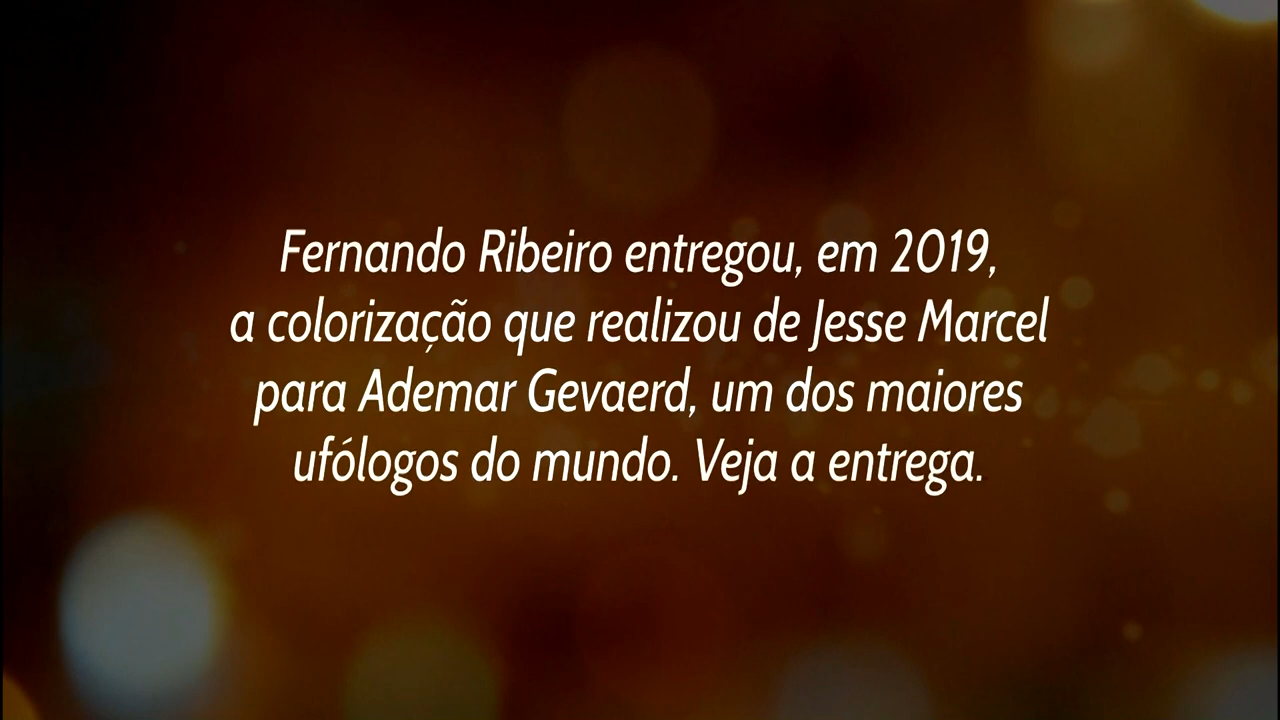 Fernando Ribeiro entregou, em 2019,
a colorização que realizou de Jesse Marcel
para Ademar Gevaerd, um dos maiores
ufólogos do mundo. Veja a entrega.